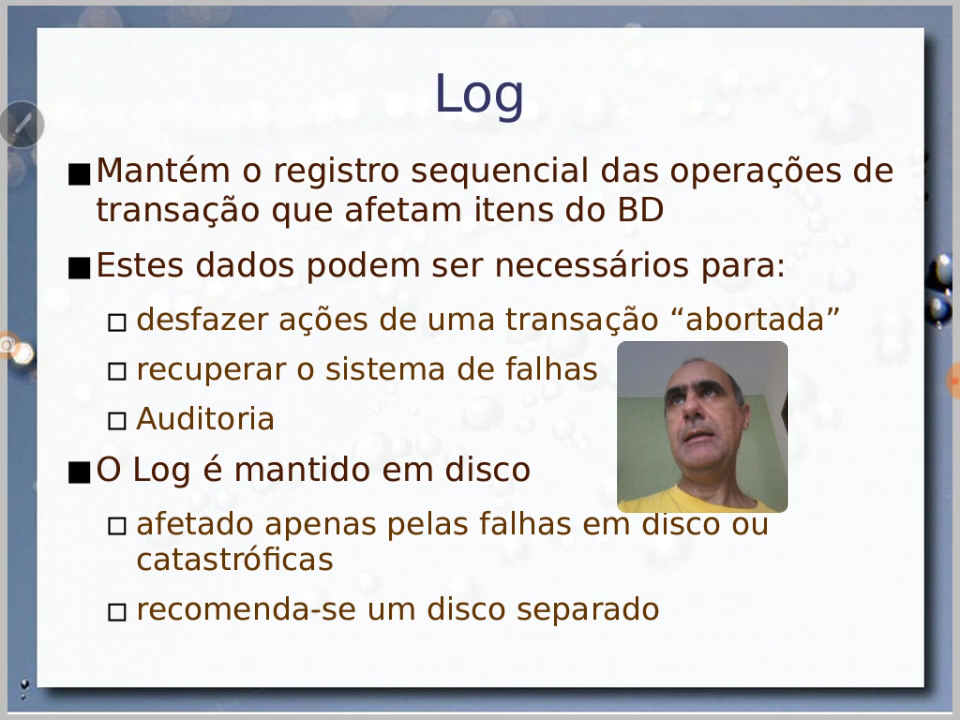 Log
Mantém o registro sequencial das operações de
transação que afetam itens do BD
Estes dados podem ser necessários para:
desfazer ações de uma transação “abortada”
recuperar o sistema de falhas
Auditoria
O Log é mantido em disco
afetado apenas pelas falhas em disco ou
catastróficas
recomenda-se um disco separado